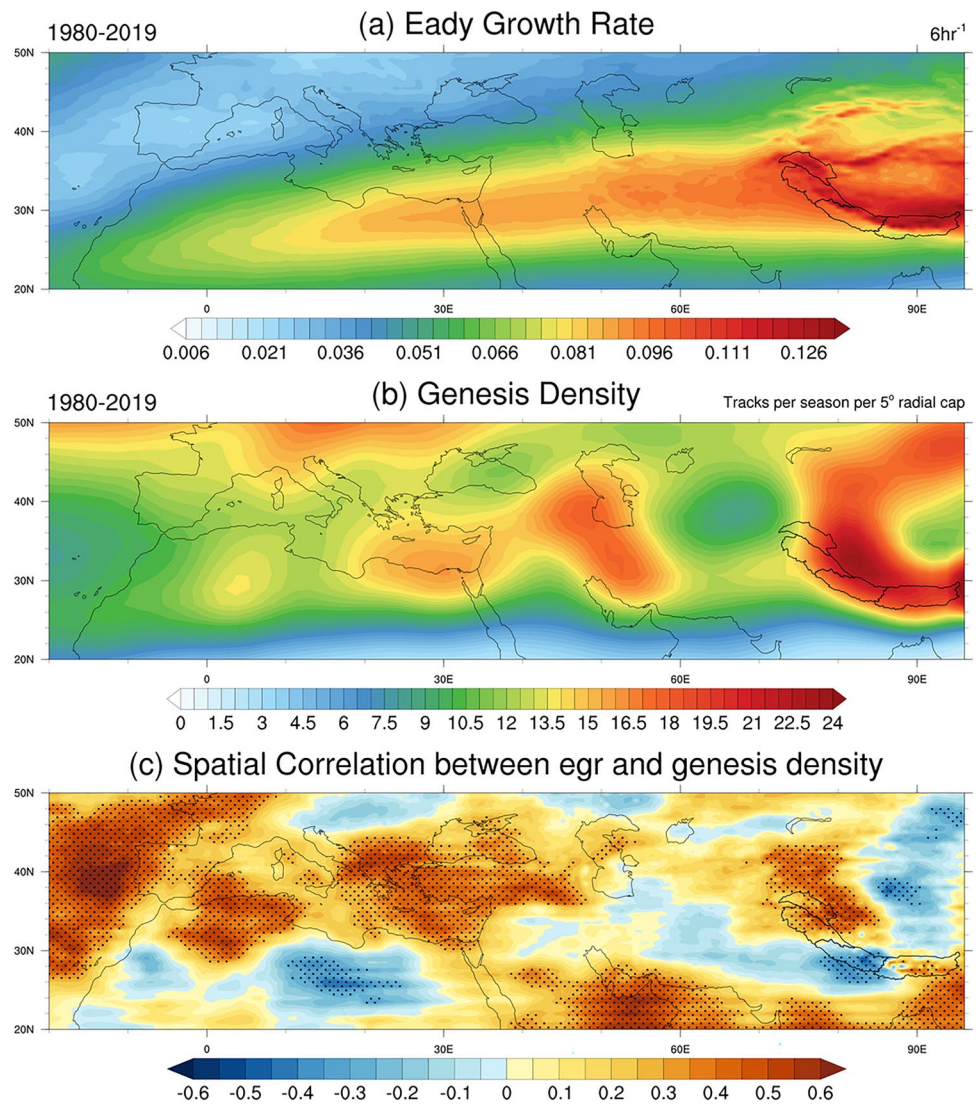 (a) Eady Growth Rate
1980-2019 6hr-1
50N
40N
30N
20N
0 30E 60E 90E
0.006 0.021 0.036 0.051 0.066 0.081 0.096 0.111 0.126
(b) Genesis Density
1980-2019 Tracks per season per 5° radial cap
50N
40N
30N
20N
0 30E 60E 90E
0 1.5 3 4.5 6 7.5 9 10.5 12 13.5 15 16.5 18 19.5 21 22.5 24
(c) Spatial Correlation between egr and genesis density
50N
40N
30N
20N
0 30E 60E 90E
-0.6 -0.5 -0.4 -0.3 -0.2 -0.1 0 0.1 0.2 0.3 0.4 0.5 0.6